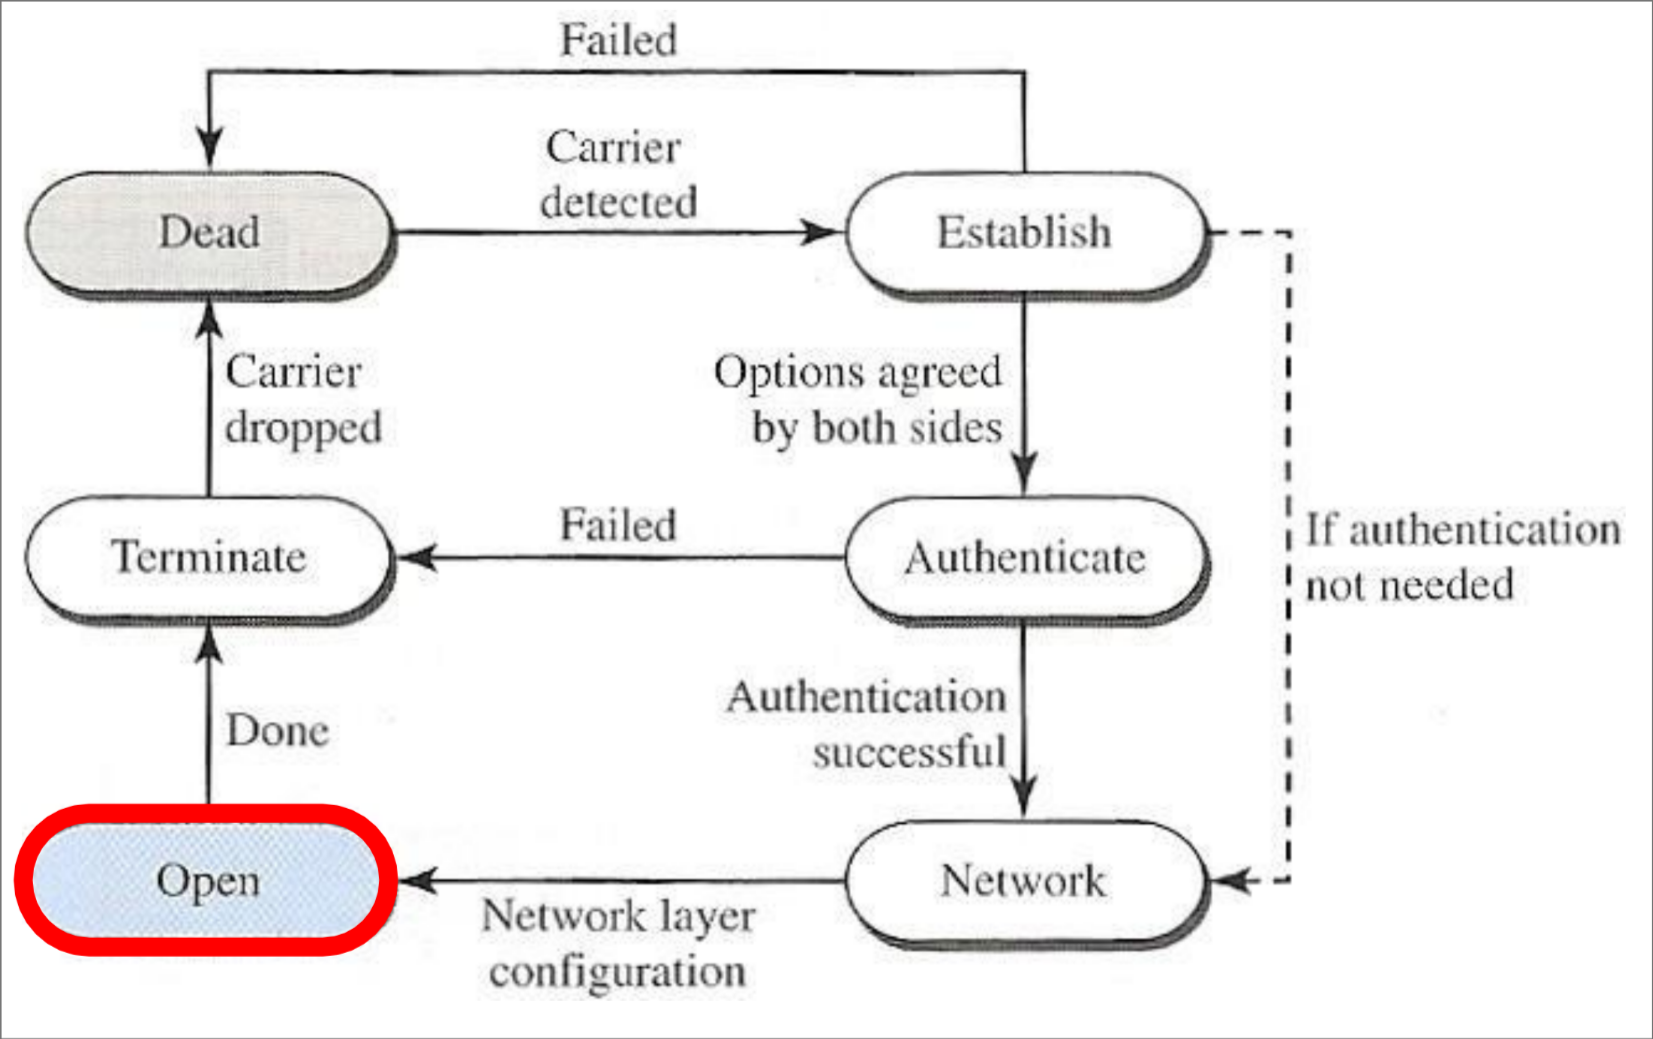 Failed
Carrier
detected
Dead
Establish
Carrier
dropped
Options agreed
by both sides
Terminate
Failed
Authenticate
If authentication
not needed
Done
Authentication
successful
Open
Network layer
configuration
Network